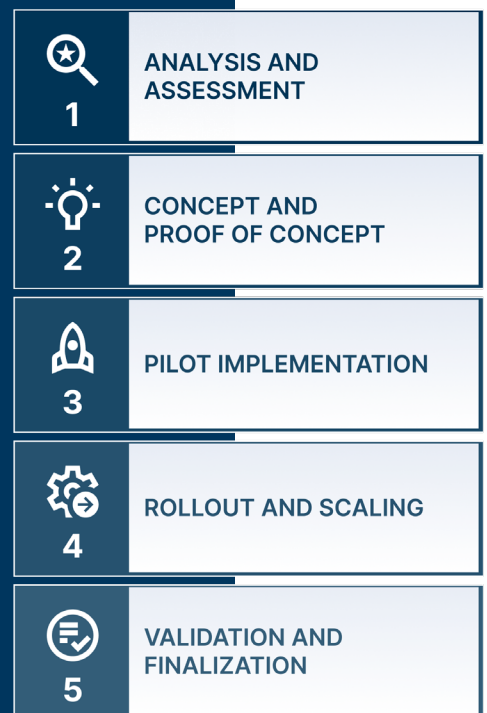 1
ANALYSIS AND
ASSESSMENT
2
CONCEPT AND
PROOF OF CONCEPT
3
PILOT IMPLEMENTATION
4
ROLLOUT AND SCALING
5
VALIDATION AND
FINALIZATION